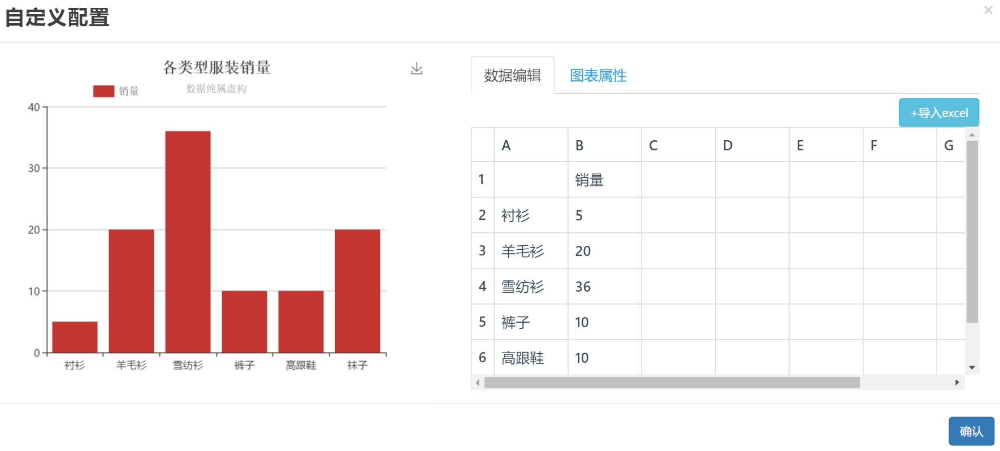 自定义配置
×
各类型服装销量
数据纯属虚构
销量
40
30
20
10
0
衬衫 羊毛衫 雪纺衫 裤子 高跟鞋 袜子
数据编辑 图表属性
+导入excel
A B C D E F G
1 销量
2 衬衫 5
3 羊毛衫 20
4 雪纺衫 36
5 裤子 10
6 高跟鞋 10
确认